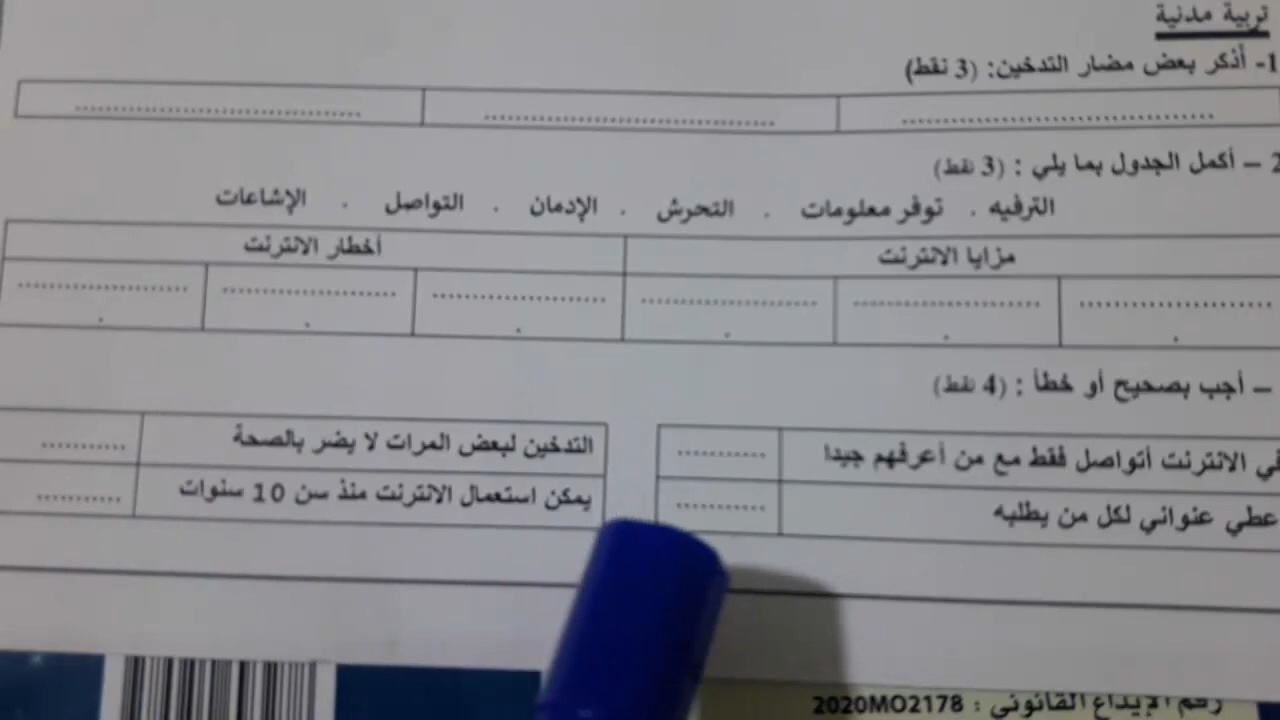 تربية مدنية
1- أذكر بعض مضار التدخين: (3 نقط)
.................................... .................................... ....................................
2 – أكمل الجدول بما يلي : (3 نقط)
الترفيه . توفر معلومات . التحرش . الإدمان . التواصل . الإشاعات
مزايا الانترنت أخطار الانترنت
– أجب بصحيح أو خطأ : (4 نقط)
في الانترنت أتواصل فقط مع من أعرفهم جيدا ........... التدخين لبعض المرات لا يضر بالصحة ...........
عطي عنواني لكل من يطلبه ........... يمكن استعمال الانترنت منذ سن 10 سنوات ...........
رقم الإيداع القانوني : 2020MO2178